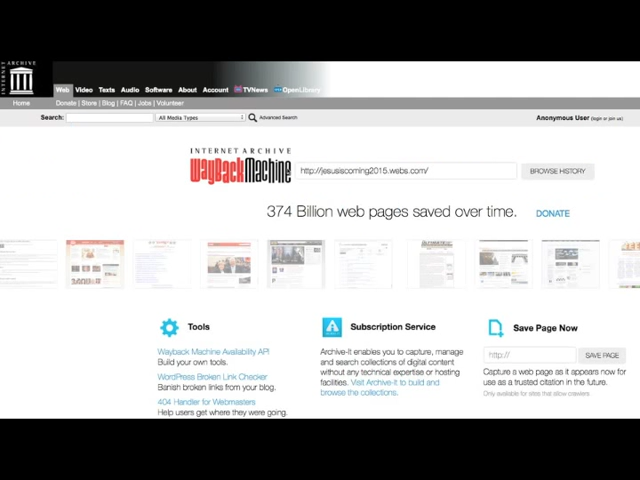 INTERNET ARCHIVE
Web Video Texts Audio Software About Account TVNews OpenLibrary
Home Donate | Store | Blog | FAQ | Jobs | Volunteer
Search: All Media Types Advanced Search Anonymous User (login or join us)
INTERNET ARCHIVE
WayBackMachine http://jesusiscoming2015.webs.com/ BROWSE HISTORY
374 Billion web pages saved over time. DONATE
Tools
Wayback Machine Availability API
Build your own tools.
WordPress Broken Link Checker
Banish broken links from your blog.
404 Handler for Webmasters
Help users get where they were going.
Subscription Service
Archive-It enables you to capture, manage
and search collections of digital content
without any technical expertise or hosting
facilities. Visit Archive-It to build and
browse the collections.
Save Page Now
http:// SAVE PAGE
Capture a web page as it appears now for
use as a trusted citation in the future.
Only available for sites that allow crawlers